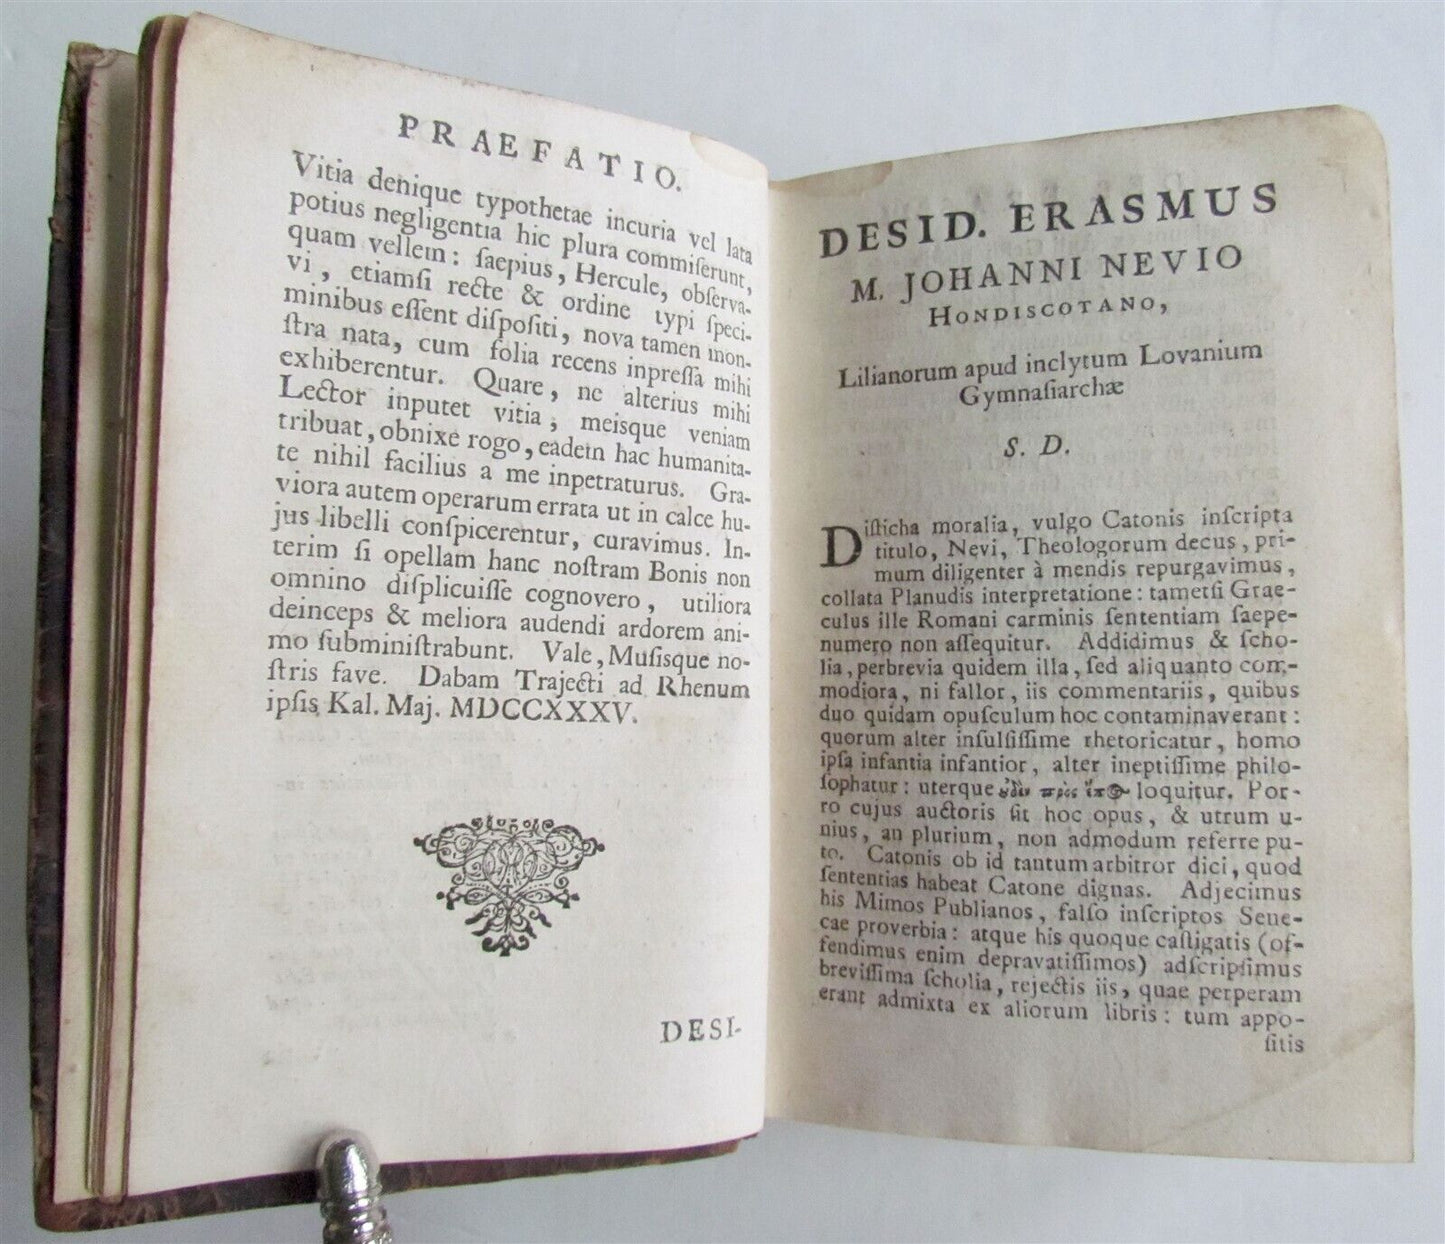 PRAEFATIO.
Vitia denique typothetae incuria vel lata
potius negligentia hic plura commiſerunt,
quam vellem: ſaepius, Hercule, obſerva-
vi, etiamſi recte & ordine typi ſpeci-
minibus eſſent diſpoſiti, nova tamen mon-
ſtra nata, cum folia recens inpreſſa mihi
exhiberentur. Quare, ne alterius mihi
Lector inputet vitia, meisque veniam
tribuat, obnixe rogo, eadem hac humanita-
te nihil facilius a me inpetraturus. Gra-
viora autem operarum errata ut in calce hu-
jus libelli conſpicerentur, curavimus. In-
terim ſi opellam hanc noſtram Bonis non
omnino diſplicuiſſe cognovero, utiliora
deinceps & meliora audendi ardorem ani-
mo ſubminiſtrabunt. Vale, Muſisque no-
ſtris fave. Dabam Trajecti ad Rhenum
ipſis Kal. Maj. MDCCXXXV.
DESI-
DESID. ERASMUS
M. JOHANNI NEVIO
HONDISCOTANO,
Lilianorum apud inclytum Lovanium
Gymnaſiarchæ
S. D.
Diſticha moralia, vulgo Catonis inſcripta
titulo, Nevi, Theologorum decus, pri-
mum diligenter à mendis repurgavimus,
collata Planudis interpretatione: tametſi Grae-
culus ille Romani carminis ſententiam ſaepe-
numero non aſſequitur. Addidimus & ſcho-
lia, perbrevia quidem illa, ſed aliquanto com-
modiora, ni fallor, iis commentariis, quibus
duo quidam opuſculum hoc contaminaverant:
quorum alter inſulſiſſime rhetoricatur, homo
ipſa infantia infantior, alter ineptiſſime philo-
ſophatur: uterque οὐδὲν πρὸς ἔπος loquitur. Por-
ro cujus auctoris ſit hoc opus, & utrum u-
nius, an plurium, non admodum referre pu-
to. Catonis ob id tantum arbitror dici, quod
ſententias habeat Catone dignas. Adjecimus
his Mimos Publianos, falſo inſcriptos Sene-
cae proverbia: atque his quoque caſtigatis (of-
fendimus enim depravatiſſimos) adſcripſimus
breviſſima ſcholia, rejectis iis, quae perperam
erant admixta ex aliorum libris: tum appo-
ſitis